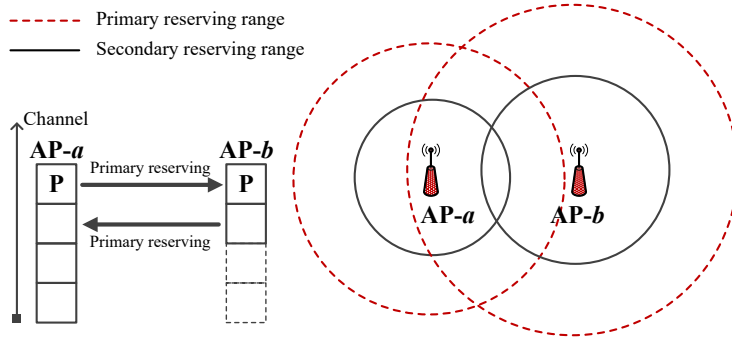 Primary reserving range
Secondary reserving range
Channel
AP-a AP-b
P Primary reserving P
Primary reserving
AP-a AP-b